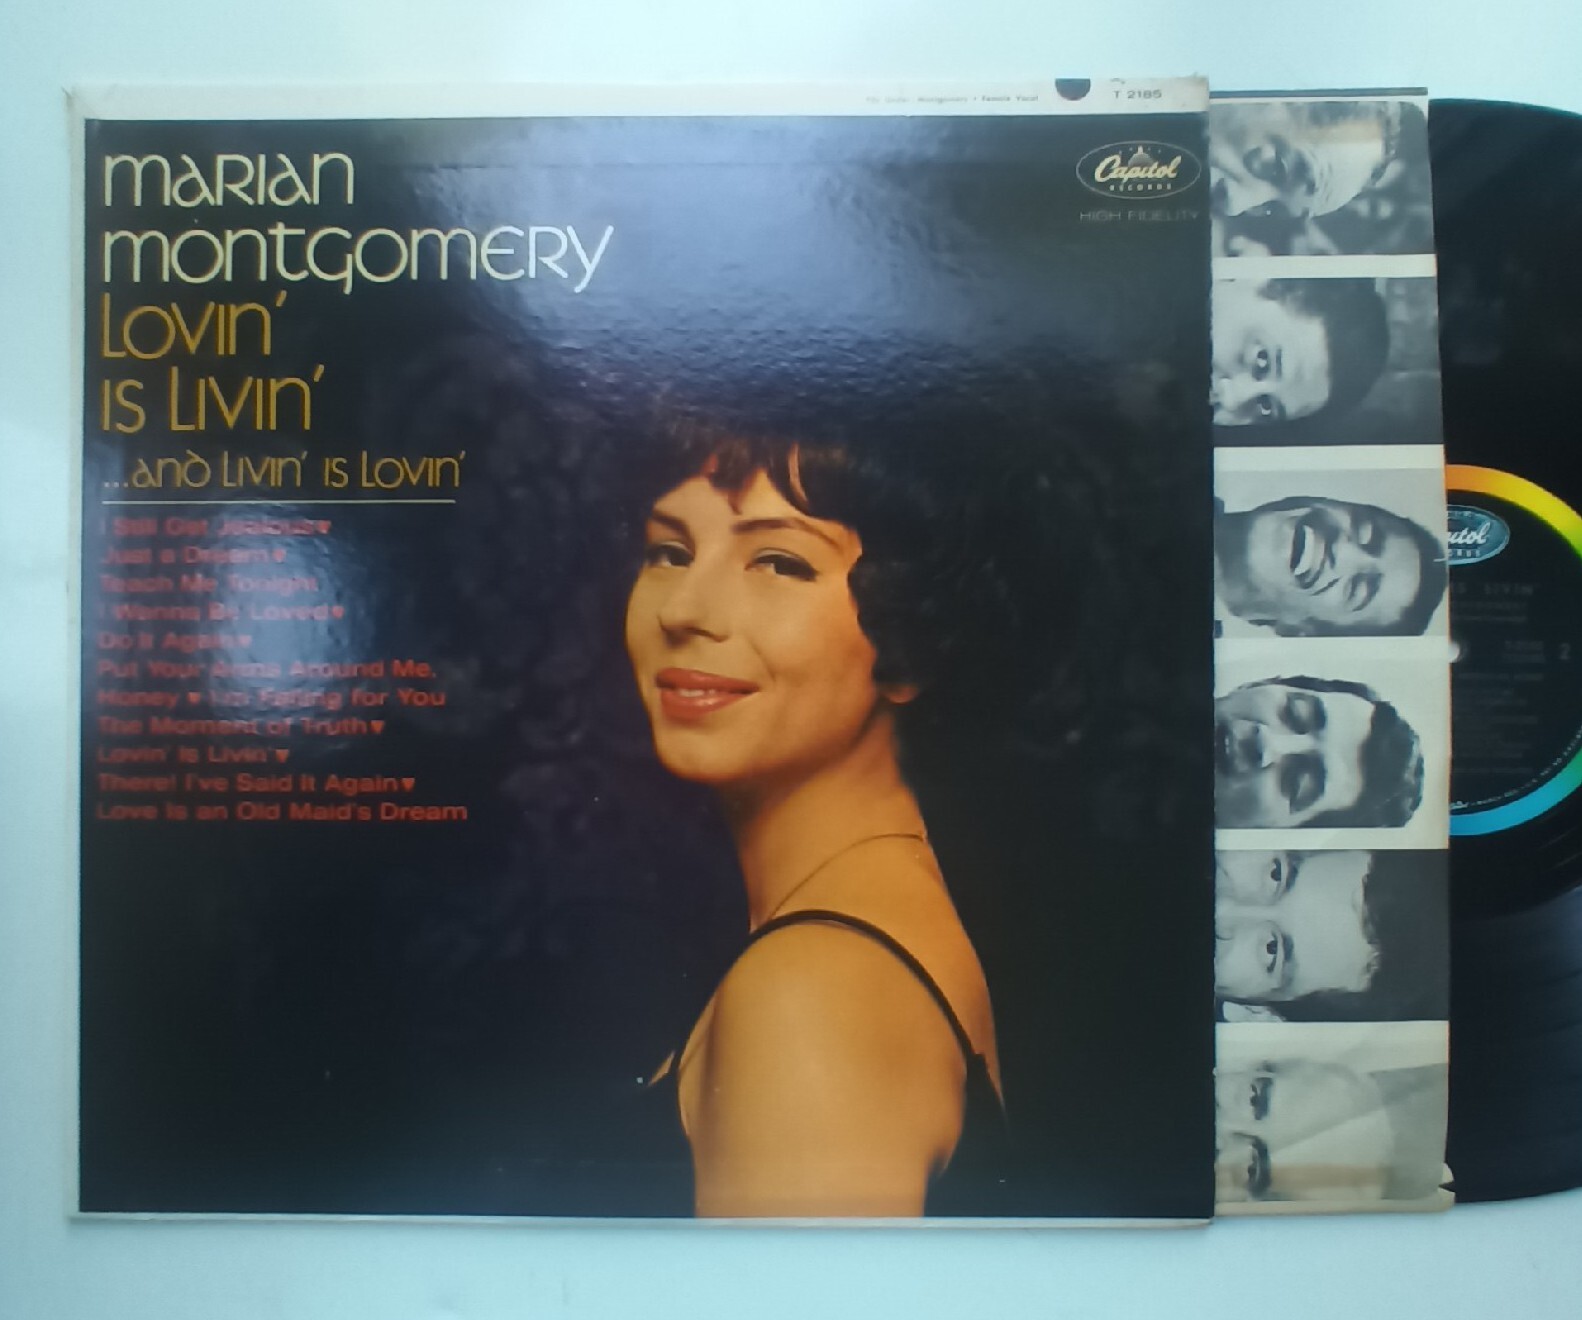 T 2185
marian
montgomery
Capitol
RECORDS
HIGH FIDELITY
Lovin'
is Livin'
...and Livin' is Lovin'
I Still Get Jealous▾
Just a Dream▾
Teach Me Tonight
I Wanna Be Loved▾
Do It Again▾
Put Your Arms Around Me,
Honey ▾ I'm Falling for You
The Moment of Truth▾
Lovin' Is Livin'▾
There! I've Said It Again▾
Love Is an Old Maid's Dream
2